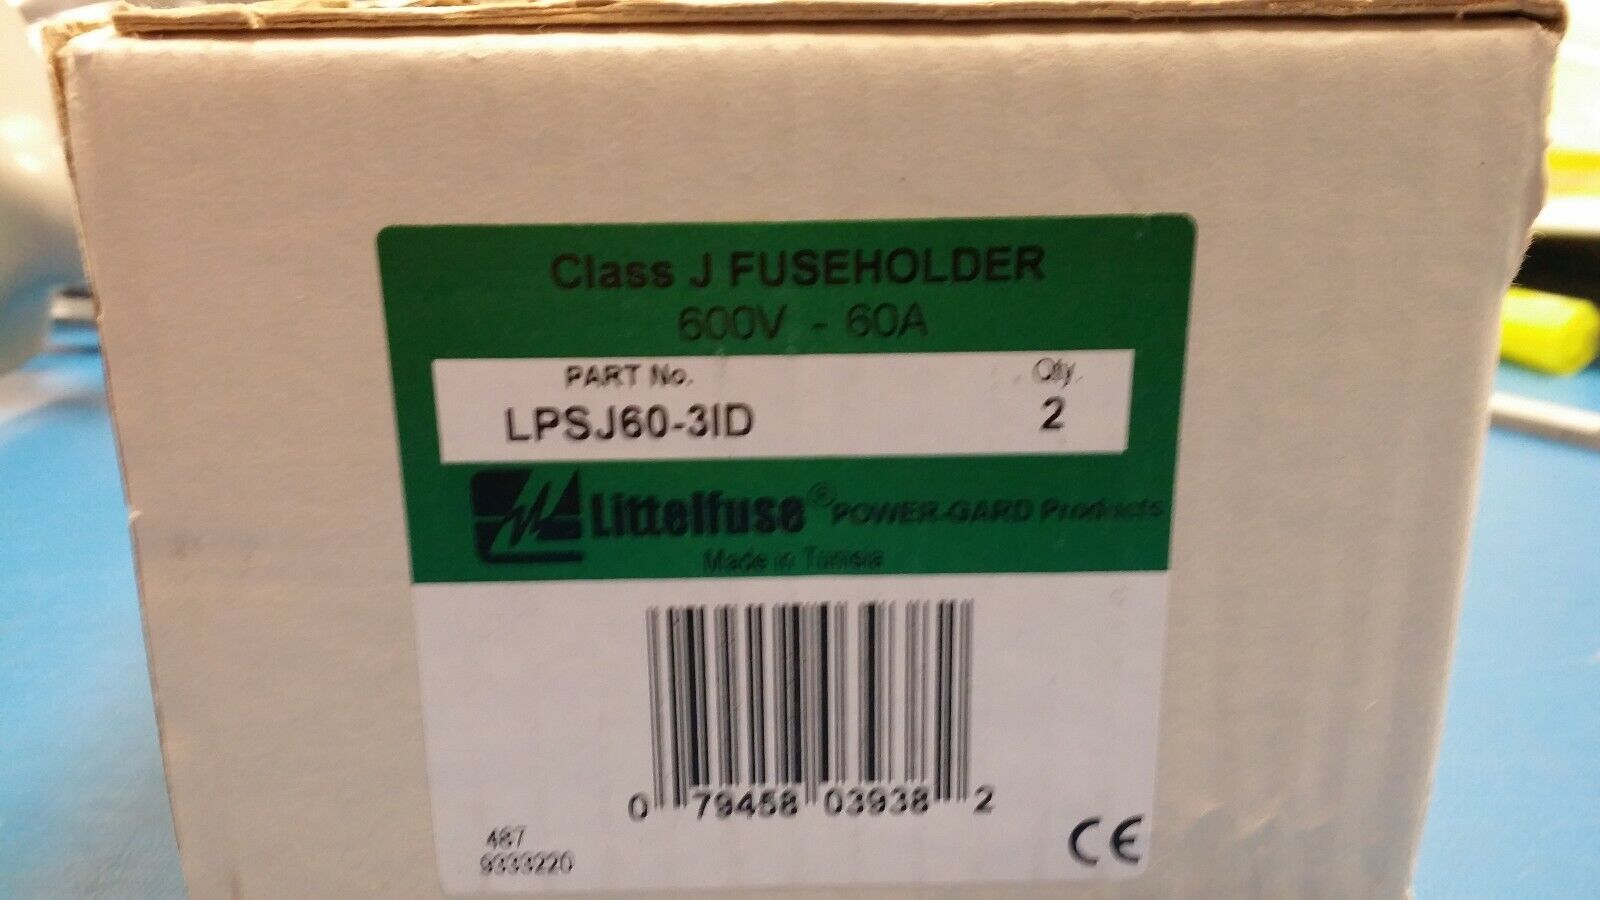 Class J FUSEHOLDER
600V - 60A
PART No. Qty.
LPSJ60-3ID 2
Littelfuse® POWER-GARD Products
Made in Tunisia
0 79458 03938 2
487
9333220
CE